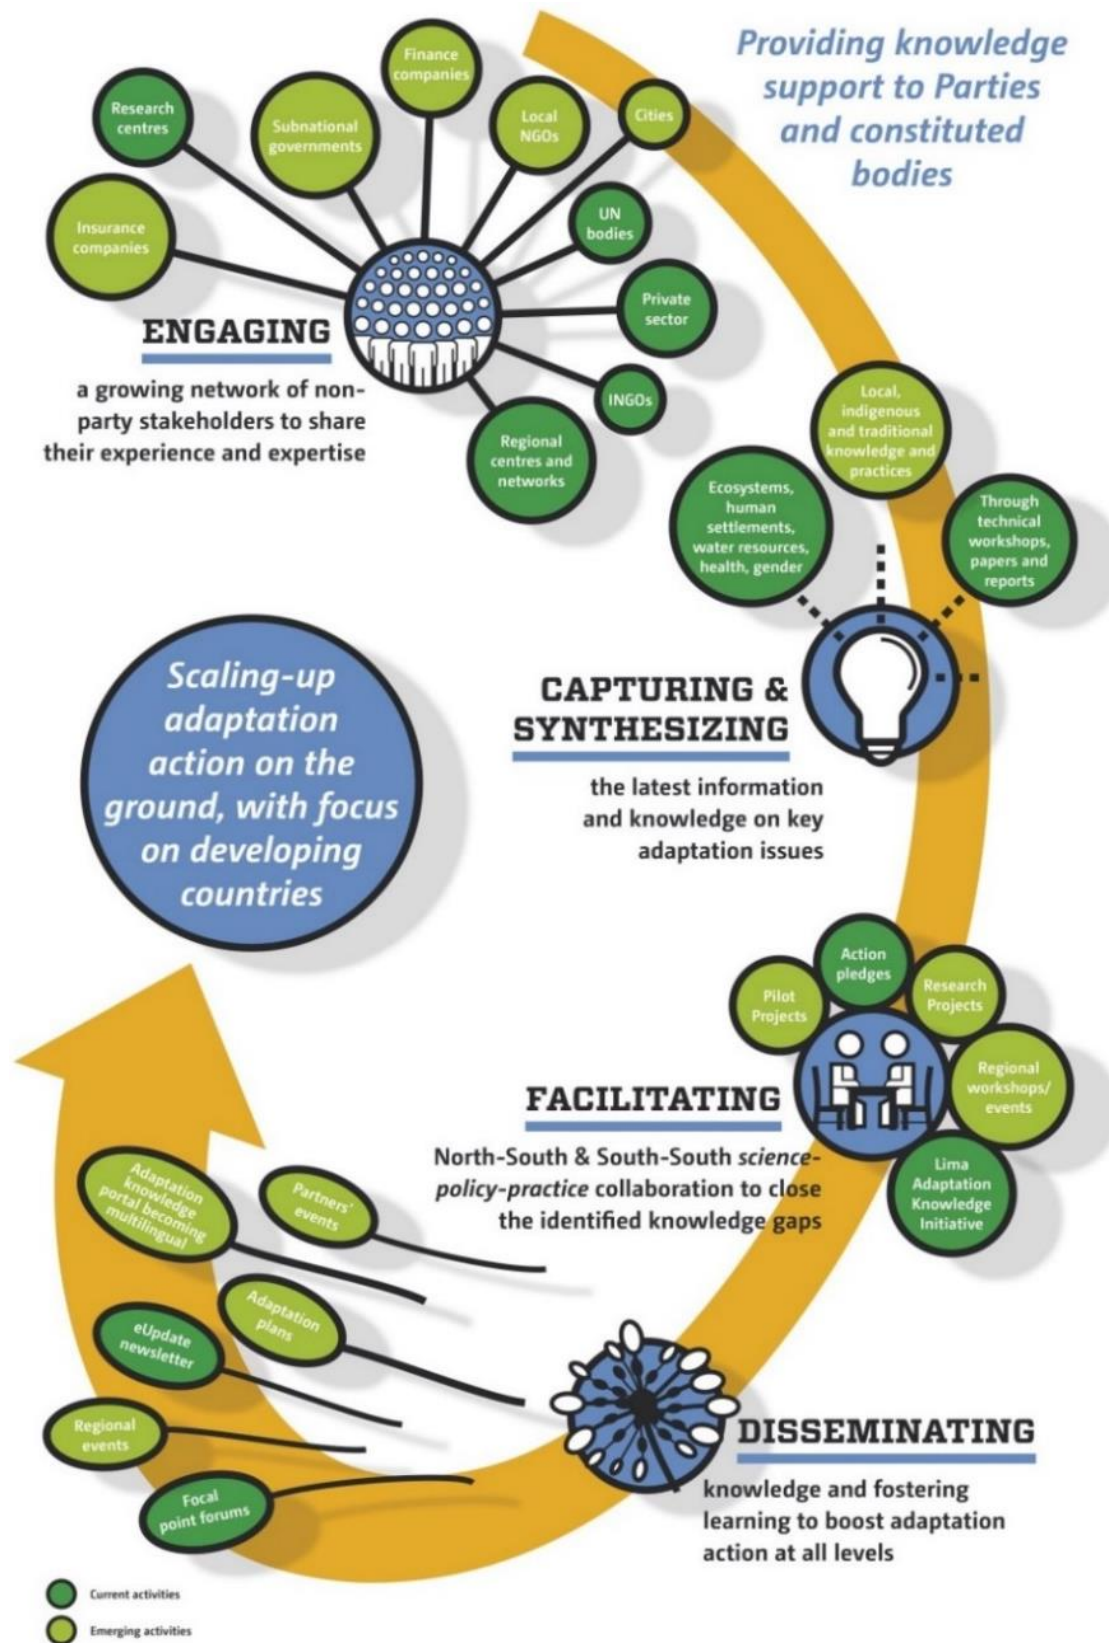 Providing knowledge
support to Parties
and constituted
bodies
Finance
companies
Research
centres
Subnational
governments
Local
NGOs
Cities
Insurance
companies
UN
bodies
Private
sector
INGOs
Regional
centres and
networks
ENGAGING
a growing network of non-
party stakeholders to share
their experience and expertise
Local,
indigenous
and traditional
knowledge and
practices
Ecosystems,
human
settlements,
water resources,
health, gender
Through
technical
workshops,
papers and
reports
CAPTURING &
SYNTHESIZING
the latest information
and knowledge on key
adaptation issues
Scaling-up
adaptation
action on the
ground, with focus
on developing
countries
Pilot
Projects
Action
pledges
Research
Projects
Regional
workshops/
events
Lima
Adaptation
Knowledge
Initiative
FACILITATING
North-South & South-South science-
policy-practice collaboration to close
the identified knowledge gaps
Adaptation
knowledge
portal becoming
multilingual
Partners'
events
Adaptation
plans
eUpdate
newsletter
Regional
events
Focal
point forums
DISSEMINATING
knowledge and fostering
learning to boost adaptation
action at all levels
Current activities
Emerging activities